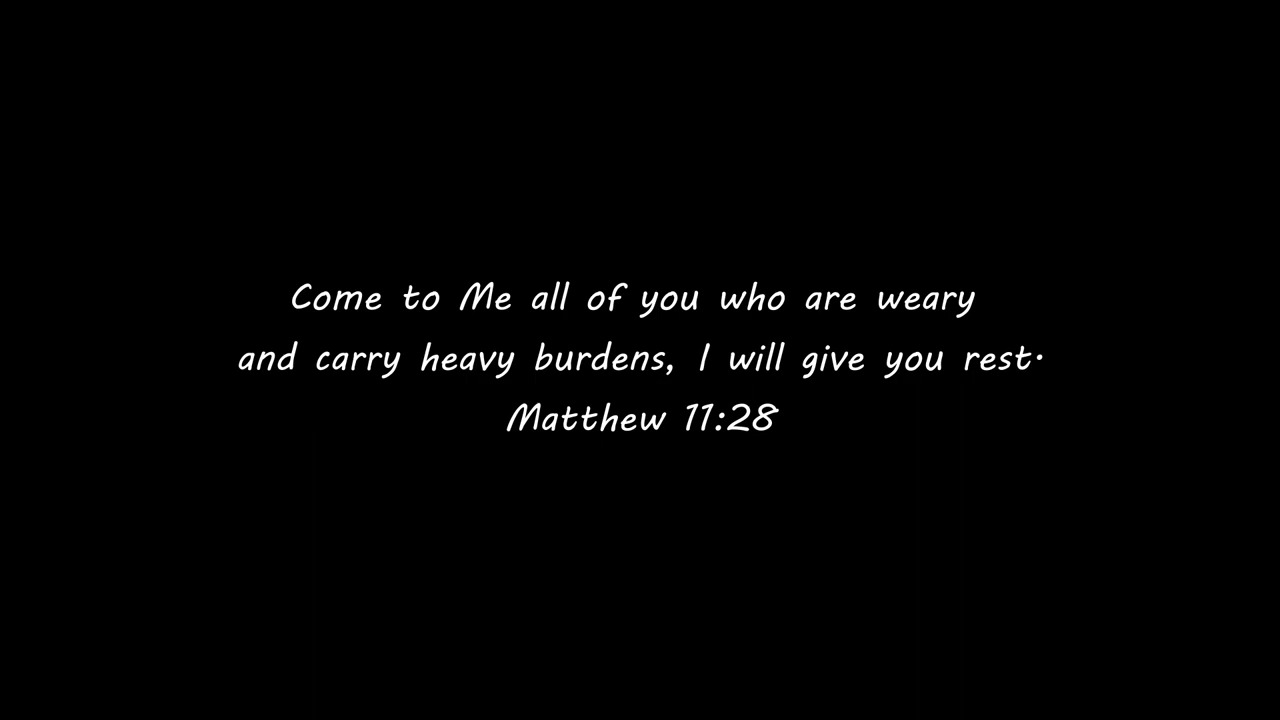 Come to Me all of you who are weary
and carry heavy burdens, I will give you rest.
Matthew 11:28